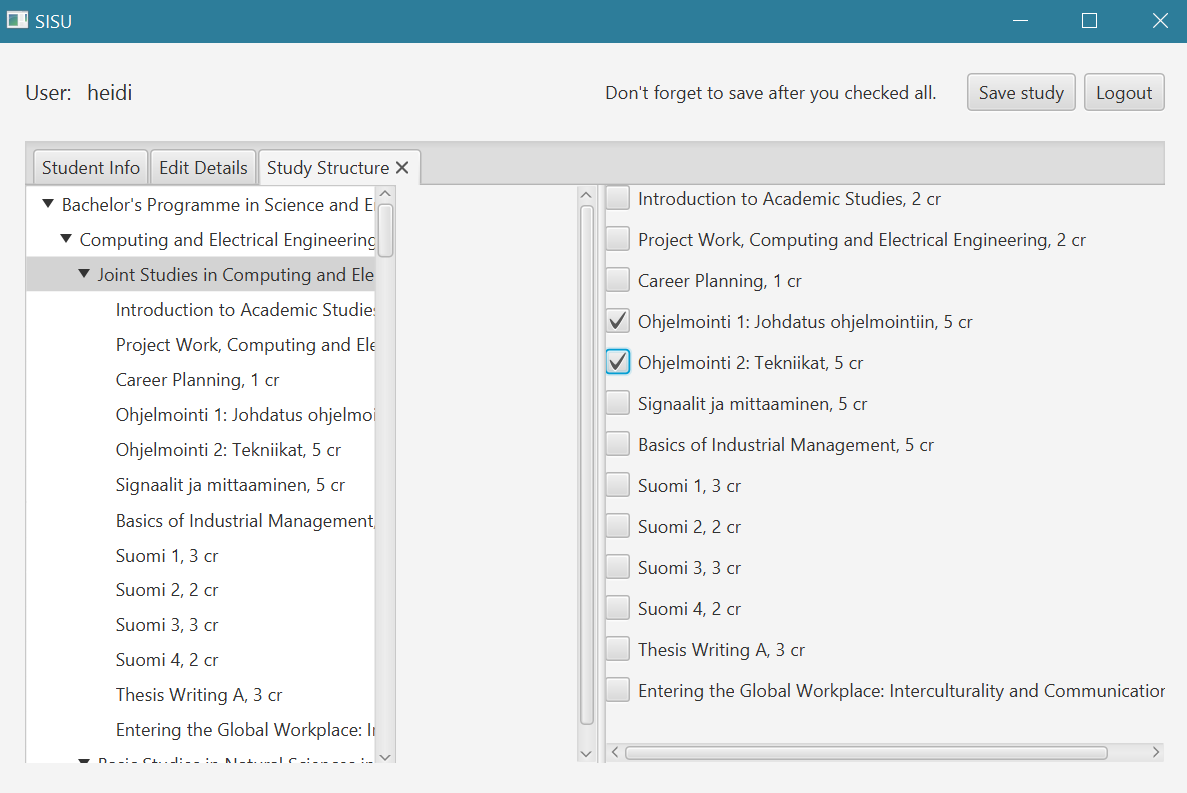 SISU
User: heidi
Don't forget to save after you checked all.
Save study
Logout
Student Info
Edit Details
Study Structure
Bachelor's Programme in Science and E
Computing and Electrical Engineering
Joint Studies in Computing and Ele
Introduction to Academic Studies
Project Work, Computing and Ele
Career Planning, 1 cr
Ohjelmointi 1: Johdatus ohjelmoi
Ohjelmointi 2: Tekniikat, 5 cr
Signaalit ja mittaaminen, 5 cr
Basics of Industrial Management,
Suomi 1, 3 cr
Suomi 2, 2 cr
Suomi 3, 3 cr
Suomi 4, 2 cr
Thesis Writing A, 3 cr
Entering the Global Workplace: I
Basic Studies in Natural Sciences in
Introduction to Academic Studies, 2 cr
Project Work, Computing and Electrical Engineering, 2 cr
Career Planning, 1 cr
Ohjelmointi 1: Johdatus ohjelmointiin, 5 cr
Ohjelmointi 2: Tekniikat, 5 cr
Signaalit ja mittaaminen, 5 cr
Basics of Industrial Management, 5 cr
Suomi 1, 3 cr
Suomi 2, 2 cr
Suomi 3, 3 cr
Suomi 4, 2 cr
Thesis Writing A, 3 cr
Entering the Global Workplace: Interculturality and Communication